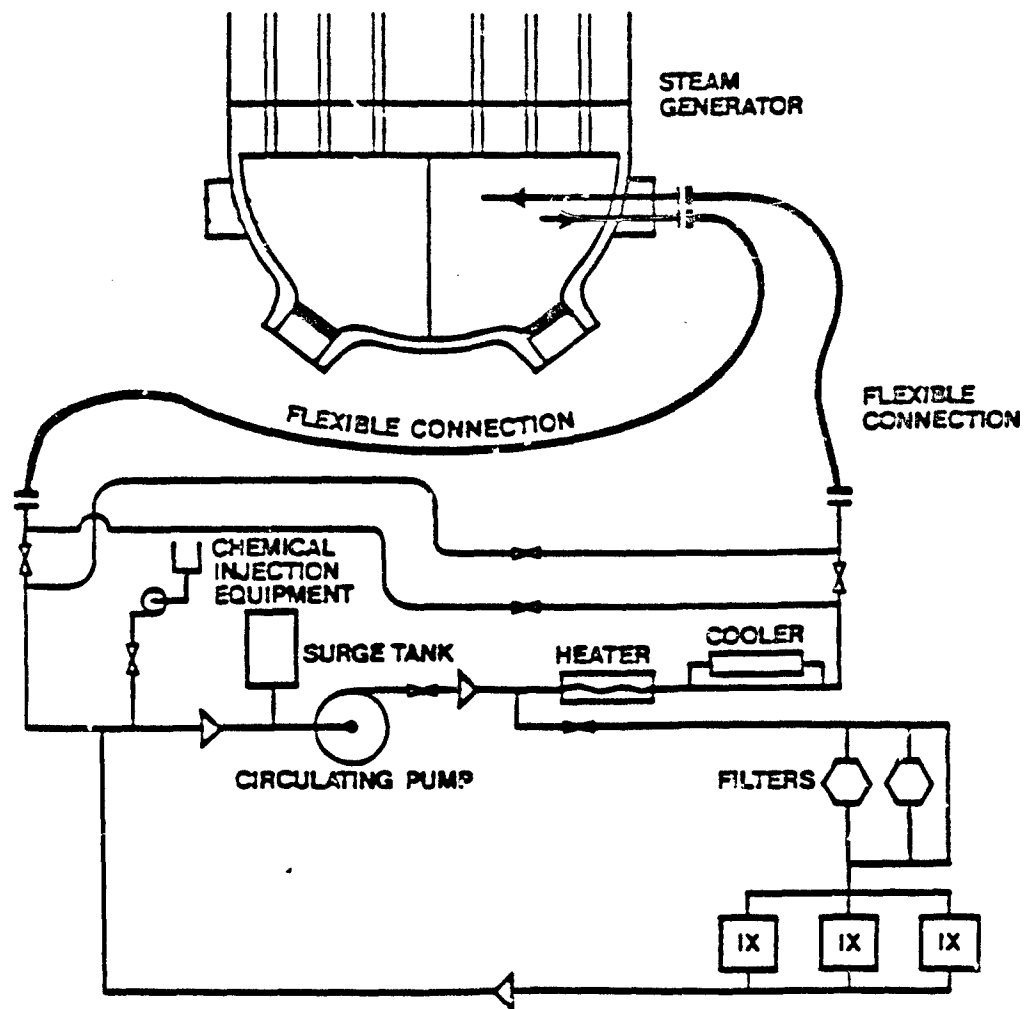 STEAM
GENERATOR
FLEXIBLE CONNECTION
FLEXIBLE
CONNECTION
CHEMICAL
INJECTION
EQUIPMENT
SURGE TANK
HEATER
COOLER
CIRCULATING PUMP
FILTERS
IX
IX
IX